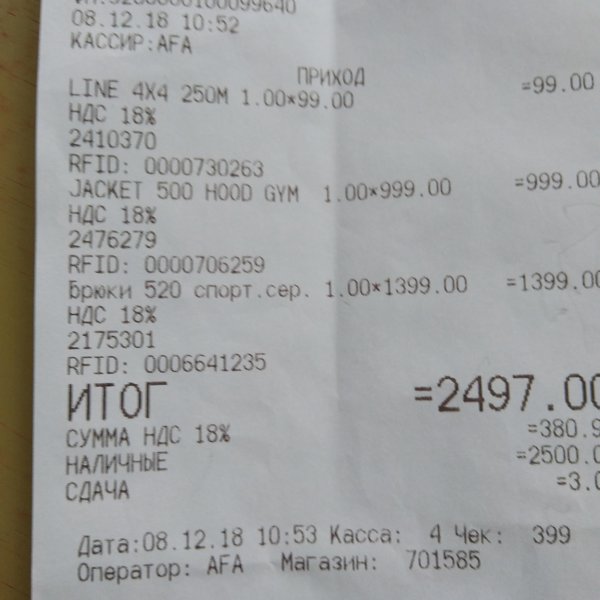 08.12.18 10:52
КАССИР:AFA
ПРИХОД
LINE 4X4 250M 1.00*99.00 =99.00
НДС 18%
2410370
RFID: 0000730263
JACKET 500 HOOD GYM 1.00*999.00 =999.00
НДС 18%
2476279
RFID: 0000706259
Брюки 520 спорт.сер. 1.00*1399.00 =1399.00
НДС 18%
2175301
RFID: 0006641235
ИТОГ =2497.00
СУММА НДС 18% =380.9
НАЛИЧНЫЕ =2500.0
СДАЧА =3.0
Дата:08.12.18 10:53 Касса: 4 Чек: 399
Оператор: AFA Магазин: 701585